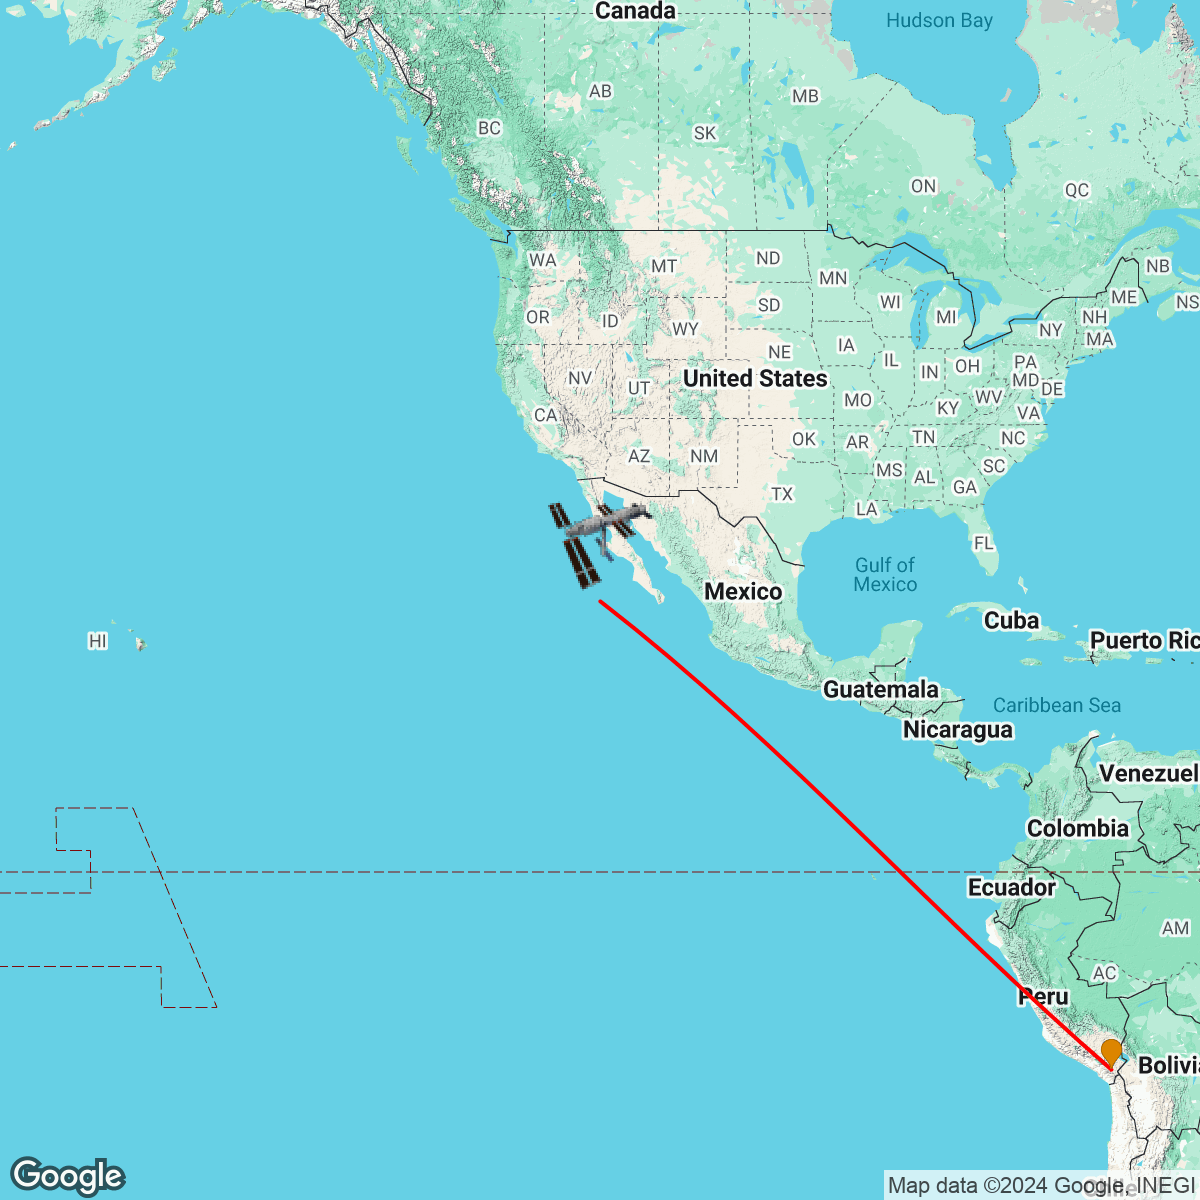 Canada
Hudson Bay
AB
MB
BC
SK
ON
QC
WA
MT
ND
MN
NB
SD
WI
ME
NS
OR
ID
WY
MI
NH
NY
MA
NE
IA
IL
IN
OH
PA
NV
UT
United States
MD
DE
MO
KY
WV
VA
CA
OK
AR
TN
NC
AZ
NM
MS
AL
SC
GA
TX
LA
FL
Gulf of
Mexico
Mexico
Cuba
HI
Puerto Ric
Guatemala
Caribbean Sea
Nicaragua
Venezuel
Colombia
Ecuador
AM
AC
Peru
Bolivia
Google
Map data ©2024 Google, INEGI
Chile